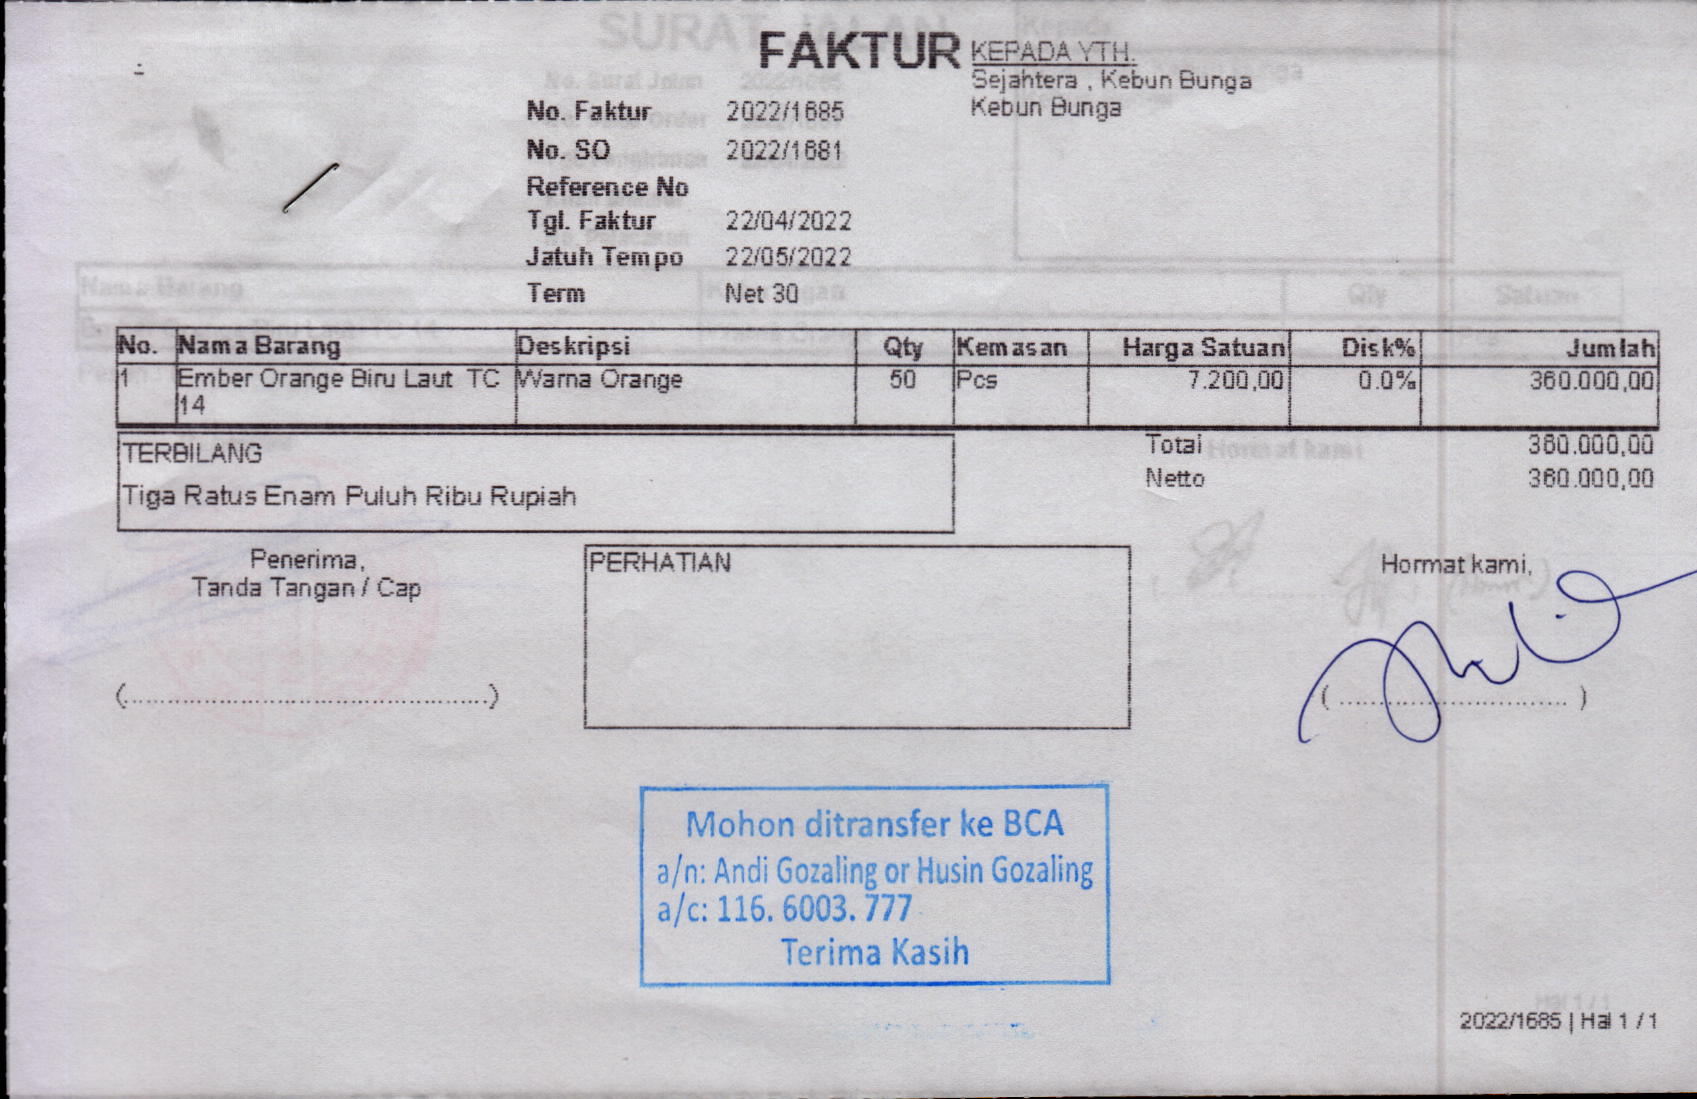 FAKTUR
KEPADA YTH.
Sejahtera , Kebun Bunga
Kebun Bunga
No. Faktur 2022/1685
No. SO 2022/1681
Reference No
Tgl. Faktur 22/04/2022
Jatuh Tempo 22/05/2022
Term Net 30
No. Nama Barang Deskripsi Qty Kemasan Harga Satuan Disk% Jumlah
1 Ember Orange Biru Laut TC 14 Warna Orange 50 Pcs 7.200,00 0.0% 360.000,00
Total 360.000,00
Netto 360.000,00
TERBILANG
Tiga Ratus Enam Puluh Ribu Rupiah
Penerima,
Tanda Tangan / Cap
(............................................)
PERHATIAN
Hormat kami,
( ............................ )
Mohon ditransfer ke BCA
a/n: Andi Gozaling or Husin Gozaling
a/c: 116. 6003. 777
Terima Kasih
2022/1685 | Hal 1 / 1